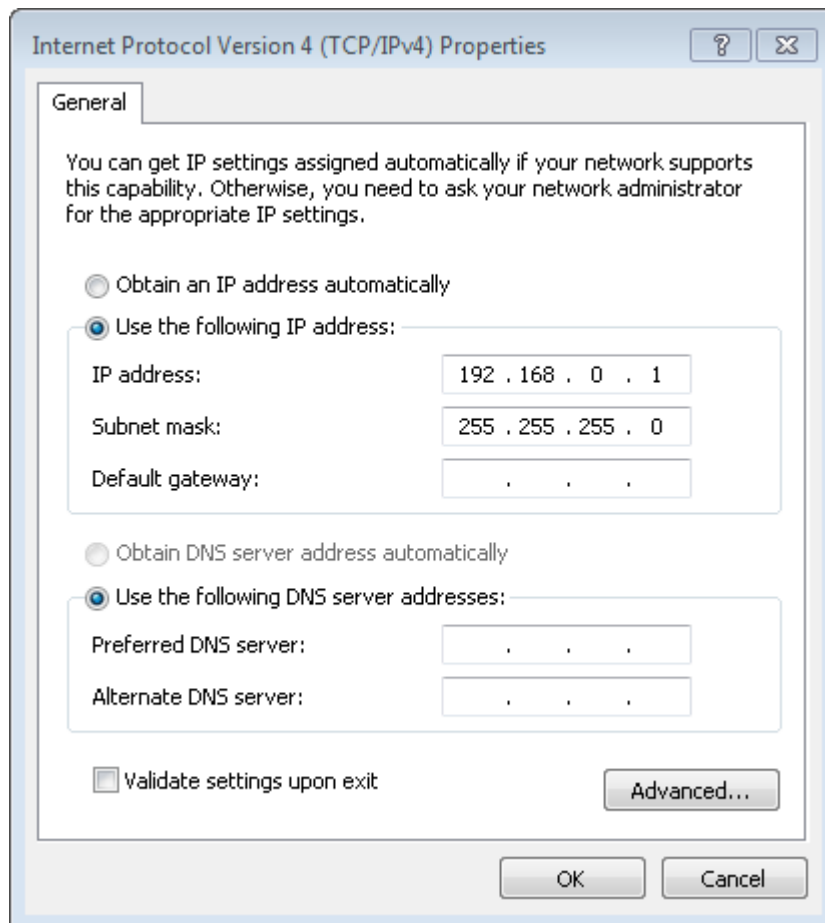 Internet Protocol Version 4 (TCP/IPv4) Properties
General
You can get IP settings assigned automatically if your network supports
this capability. Otherwise, you need to ask your network administrator
for the appropriate IP settings.
Obtain an IP address automatically
Use the following IP address:
IP address: 192 . 168 . 0 . 1
Subnet mask: 255 . 255 . 255 . 0
Default gateway: . . .
Obtain DNS server address automatically
Use the following DNS server addresses:
Preferred DNS server: . . .
Alternate DNS server: . . .
Validate settings upon exit
Advanced...
OK Cancel